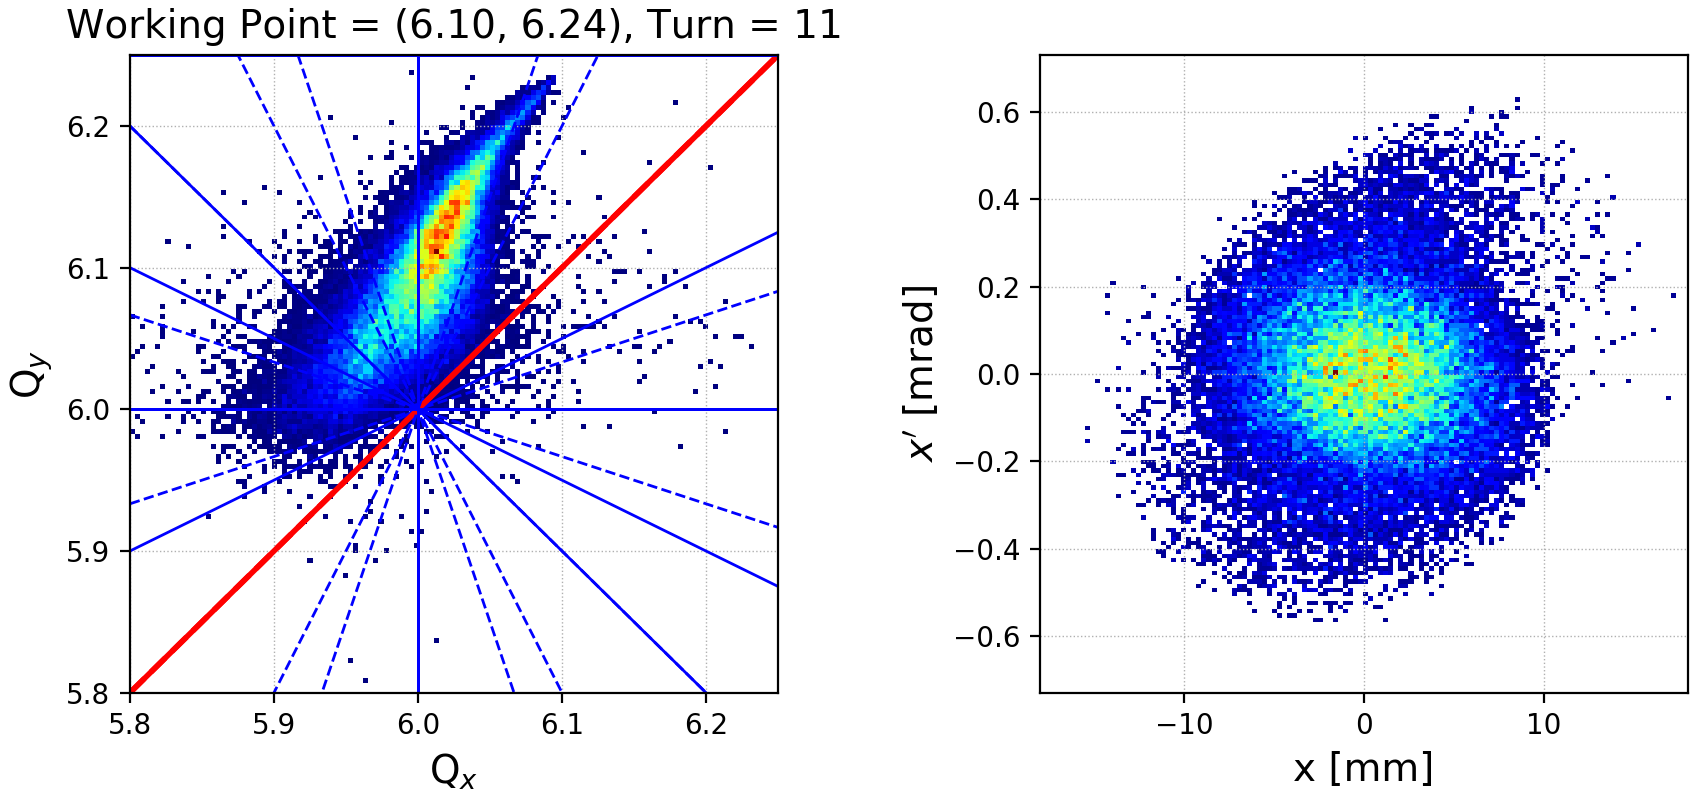 Working Point = (6.10, 6.24), Turn = 11
6.2
6.1
6.0
5.9
5.8
Qy
5.8 5.9 6.0 6.1 6.2
Qx
0.6
0.4
0.2
0.0
−0.2
−0.4
−0.6
x′ [mrad]
−10 0 10
x [mm]